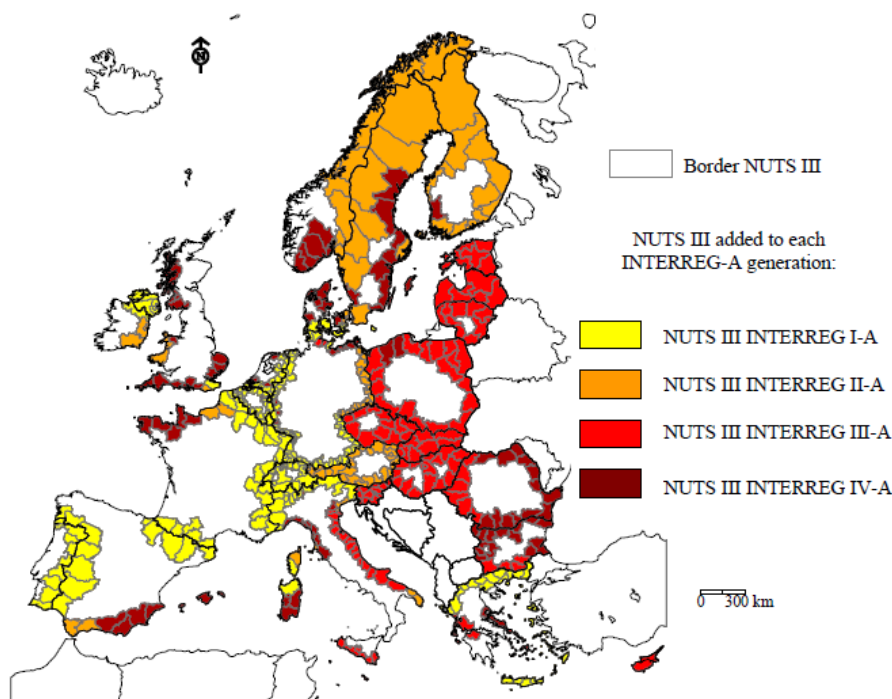 N
Border NUTS III
NUTS III added to each
INTERREG-A generation:
NUTS III INTERREG I-A
NUTS III INTERREG II-A
NUTS III INTERREG III-A
NUTS III INTERREG IV-A
0 300 km